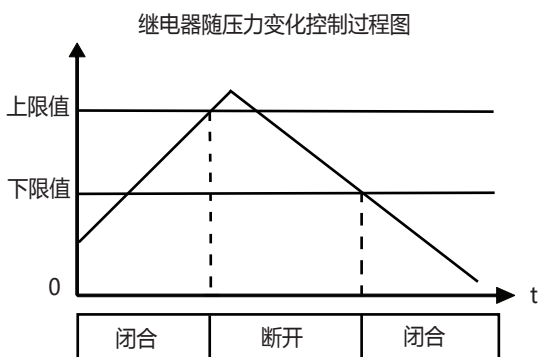 继电器随压力变化控制过程图
上限值
下限值
0
t
闭合 断开 闭合